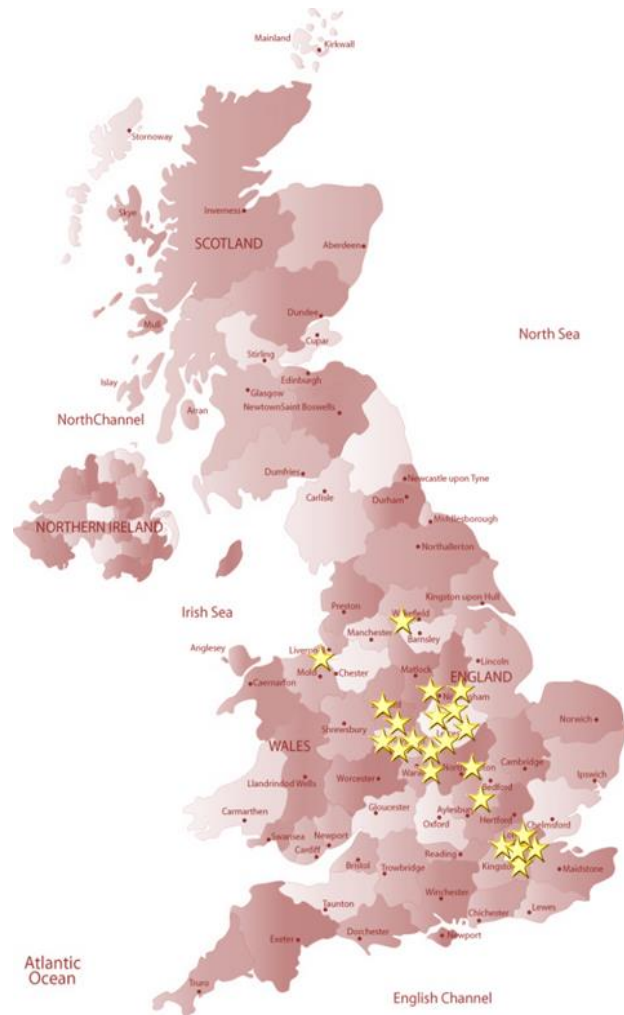 Mainland
Kirkwall
Stornoway
Skye
Inverness
SCOTLAND
Aberdeen
Dundee
Mull
Cupar
North Sea
Stirling
Islay
Edinburgh
Glasgow
Arran
NewtownSaint Boswells
NorthChannel
Dumfries
Newcastle upon Tyne
Carlisle
Durham
Middlesborough
NORTHERN IRELAND
Northallerton
Kingston upon Hull
Irish Sea
Preston
Manchester
Barnsley
Anglesey
Lincoln
Mold
Chester
Matlock
ENGLAND
Caernarfon
Norwich
Shrewsbury
WALES
Cambridge
Llandrindod Wells
Worcester
Ipswich
Bedford
Carmarthen
Gloucester
Oxford
Hertford
Chelmsford
Swansea
Newport
Cardiff
Reading
Bristol
Trowbridge
Maidstone
Winchester
Taunton
Chichester
Lewes
Exeter
Dorchester
Newport
Atlantic
Ocean
Truro
English Channel